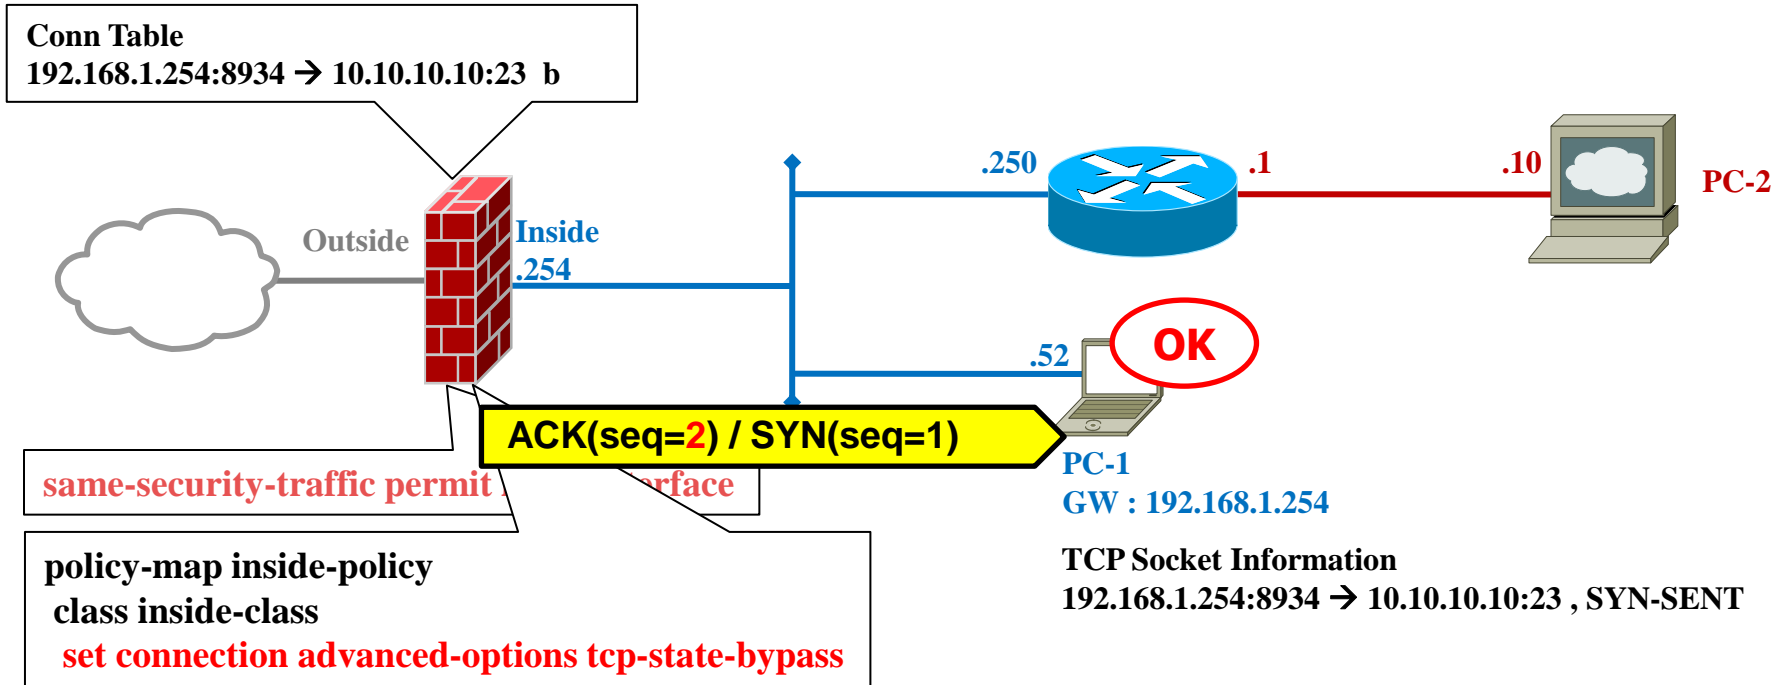 Conn Table
192.168.1.254:8934 → 10.10.10.10:23 b
.250
.1
.10
PC-2
Outside
Inside
.254
OK
.52
ACK(seq=2) / SYN(seq=1)
same-security-traffic permit erface
PC-1
GW : 192.168.1.254
policy-map inside-policy
class inside-class
set connection advanced-options tcp-state-bypass
TCP Socket Information
192.168.1.254:8934 → 10.10.10.10:23 , SYN-SENT